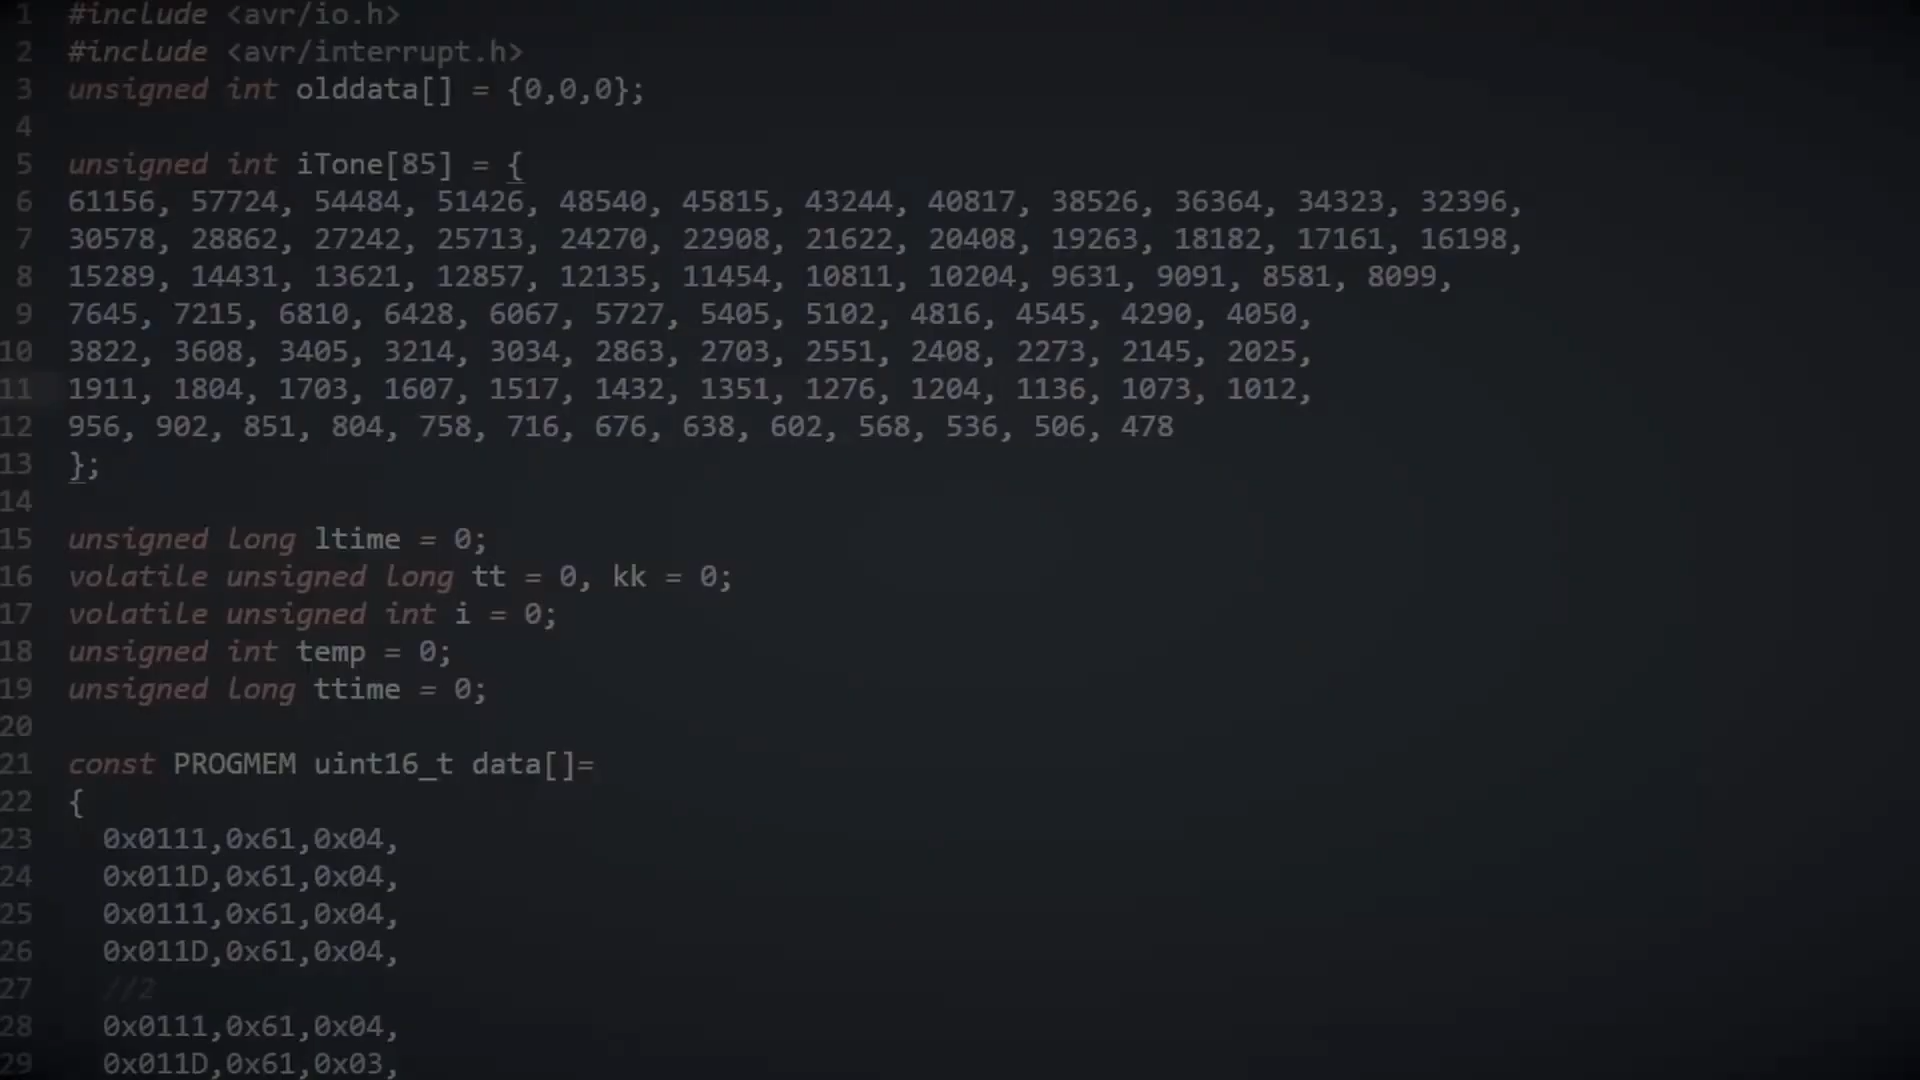 1 #include <avr/io.h>
2 #include <avr/interrupt.h>
3 unsigned int olddata[] = {0,0,0};
4
5 unsigned int iTone[85] = {
6 61156, 57724, 54484, 51426, 48540, 45815, 43244, 40817, 38526, 36364, 34323, 32396,
7 30578, 28862, 27242, 25713, 24270, 22908, 21622, 20408, 19263, 18182, 17161, 16198,
8 15289, 14431, 13621, 12857, 12135, 11454, 10811, 10204, 9631, 9091, 8581, 8099,
9 7645, 7215, 6810, 6428, 6067, 5727, 5405, 5102, 4816, 4545, 4290, 4050,
10 3822, 3608, 3405, 3214, 3034, 2863, 2703, 2551, 2408, 2273, 2145, 2025,
11 1911, 1804, 1703, 1607, 1517, 1432, 1351, 1276, 1204, 1136, 1073, 1012,
12 956, 902, 851, 804, 758, 716, 676, 638, 602, 568, 536, 506, 478
13 };
14
15 unsigned long ltime = 0;
16 volatile unsigned long tt = 0, kk = 0;
17 volatile unsigned int i = 0;
18 unsigned int temp = 0;
19 unsigned long ttime = 0;
20
21 const PROGMEM uint16_t data[]=
22 {
23 0x0111,0x61,0x04,
24 0x011D,0x61,0x04,
25 0x0111,0x61,0x04,
26 0x011D,0x61,0x04,
27 //2
28 0x0111,0x61,0x04,
29 0x011D,0x61,0x03,